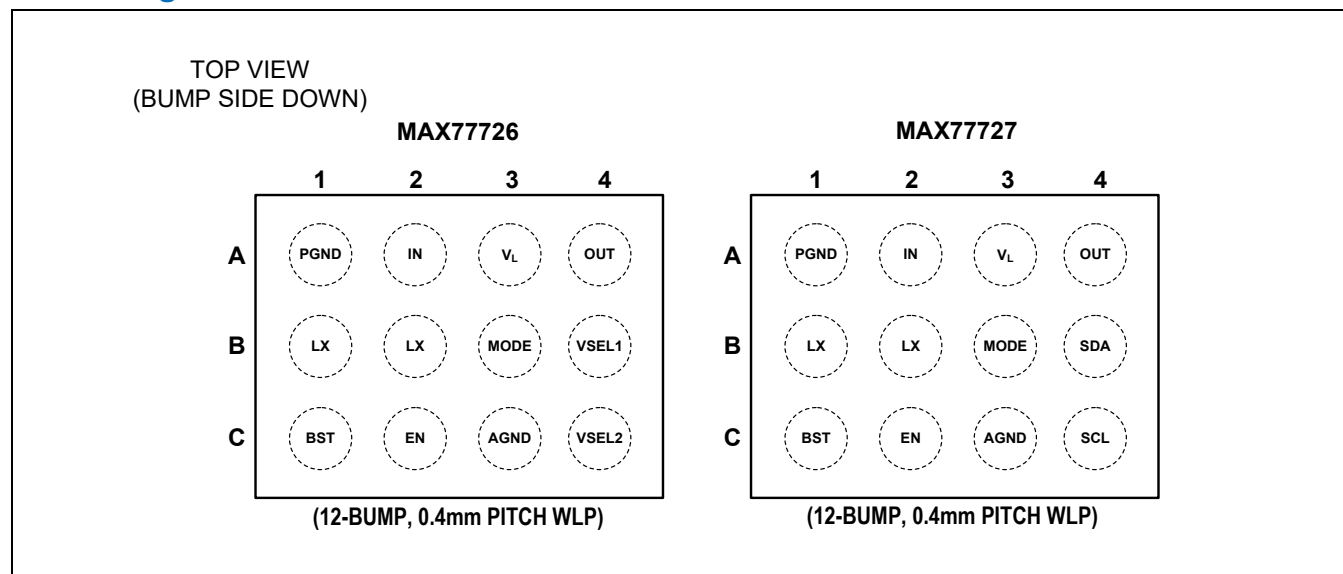 TOP VIEW
(BUMP SIDE DOWN)
MAX77726 MAX77727
1 2 3 4 1 2 3 4
A PGND IN VL OUT A PGND IN VL OUT
B LX LX MODE VSEL1 B LX LX MODE SDA
C BST EN AGND VSEL2 C BST EN AGND SCL
(12-BUMP, 0.4mm PITCH WLP) (12-BUMP, 0.4mm PITCH WLP)